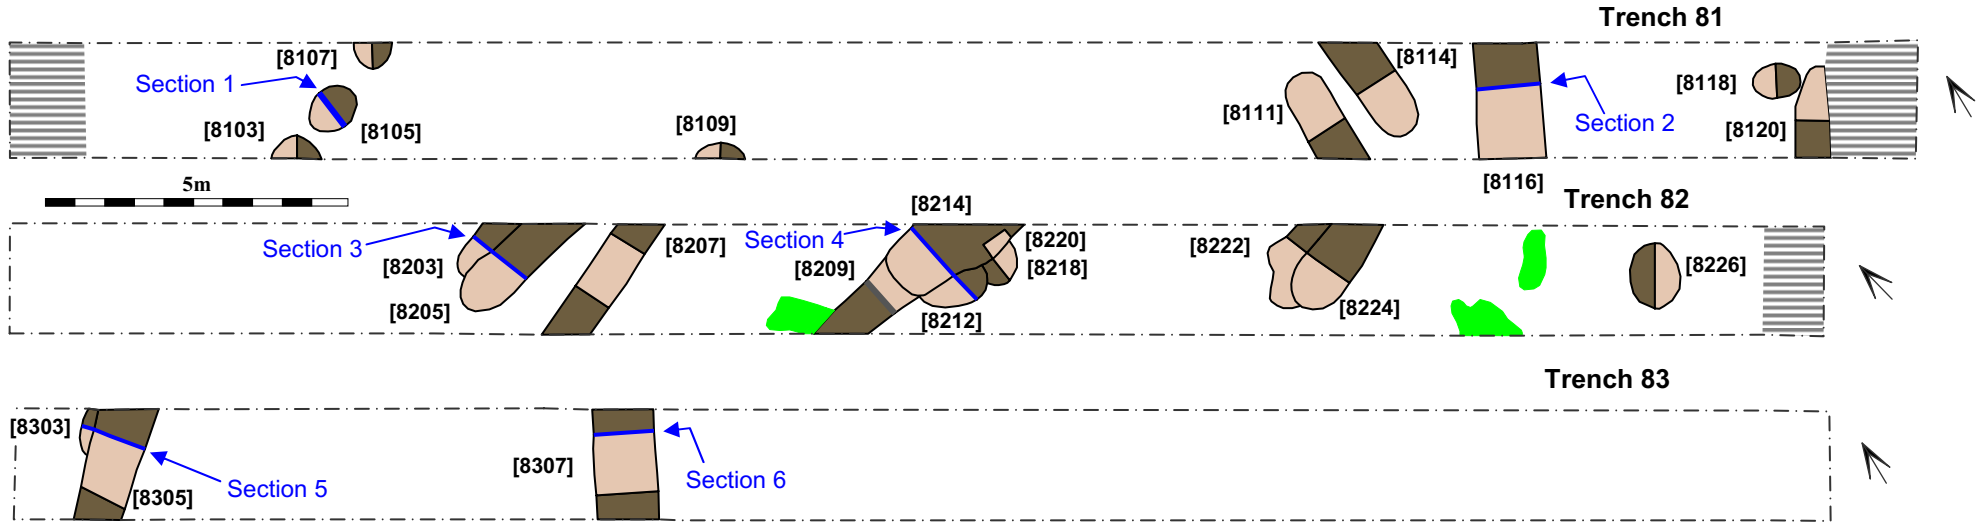 Trench 81
[8107]
Section 1
[8103]
[8105]
[8109]
[8111]
[8114]
Section 2
[8116]
[8118]
[8120]
5m
Trench 82
Section 3
[8203]
[8205]
[8207]
[8214]
Section 4
[8209]
[8212]
[8220]
[8218]
[8222]
[8224]
[8226]
Trench 83
[8303]
[8305]
Section 5
[8307]
Section 6